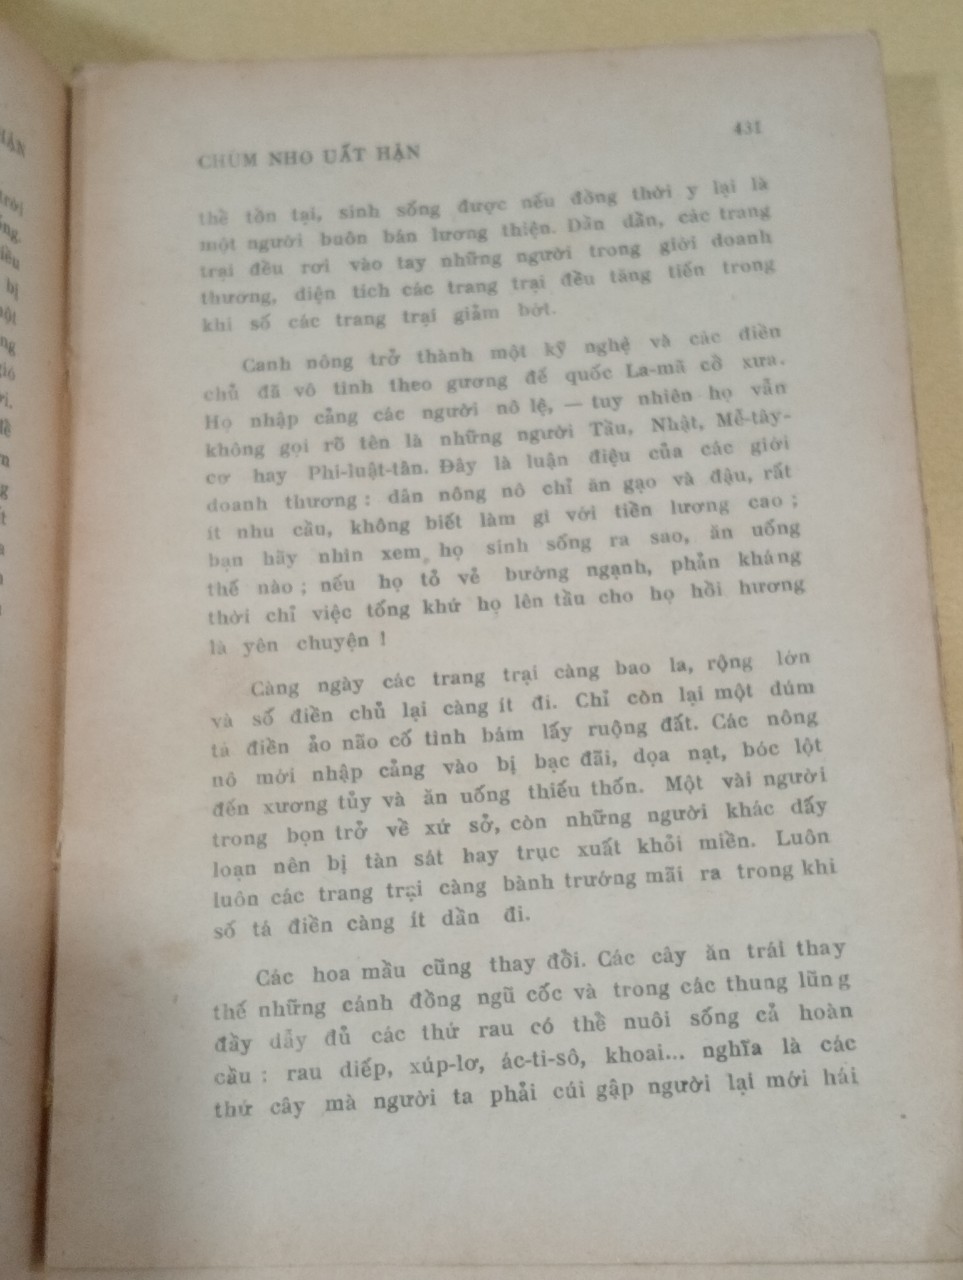 CHÙM NHO UẤT HẬN
431
thể tồn tại, sinh sống được nếu đồng thời y lại là
một người buôn bán lương thiện. Dần dần, các trang
trại đều rơi vào tay những người trong giới doanh
thương, diện tích các trang trại đều tăng tiến trong
khi số các trang trại giảm bớt.
Canh nông trở thành một kỹ nghệ và các điền
chủ đã vô tình theo gương đế quốc La-mã cổ xưa.
Họ nhập cảng các người nô lệ, — tuy nhiên họ vẫn
không gọi rõ tên là những người Tầu, Nhật, Mễ-tây-
cơ hay Phi-luật-tân. Đây là luận điệu của các giới
doanh thương : dân nông nô chỉ ăn gạo và đậu, rất
ít nhu cầu, không biết làm gì với tiền lương cao ;
bạn hãy nhìn xem họ sinh sống ra sao, ăn uống
thế nào ; nếu họ tỏ vẻ bướng ngạnh, phản kháng
thời chỉ việc tống khứ họ lên tầu cho họ hồi hương
là yên chuyện !
Càng ngày các trang trại càng bao la, rộng lớn
và số điền chủ lại càng ít đi. Chỉ còn lại một dúm
tá điền ảo não cố tình bám lấy ruộng đất. Các nông
nô mới nhập cảng vào bị bạc đãi, dọa nạt, bóc lột
đến xương tủy và ăn uống thiếu thốn. Một vài người
trong bọn trở về xứ sở, còn những người khác dấy
loạn nên bị tàn sát hay trục xuất khỏi miền. Luôn
luôn các trang trại càng bành trướng mãi ra trong khi
số tá điền càng ít dần đi.
Các hoa mầu cũng thay đổi. Các cây ăn trái thay
thế những cánh đồng ngũ cốc và trong các thung lũng
đầy dẫy đủ các thứ rau có thể nuôi sống cả hoàn
cầu : rau diếp, xúp-lơ, ác-ti-sô, khoai... nghĩa là các
thứ cây mà người ta phải cúi gập người lại mới hái